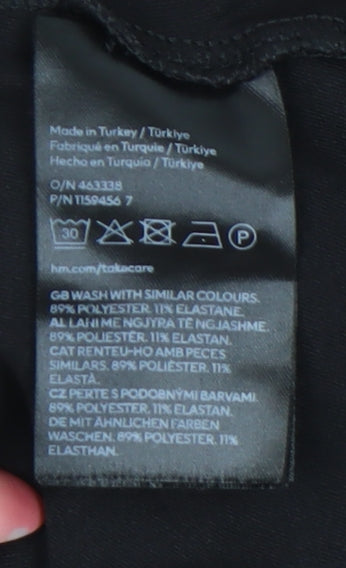 Made in Turkey / Türkiye
Fabriqué en Turquie / Türkiye
Hecho en Turquía / Türkiye
O/N 463338
P/N 1159456 7
30 P
hm.com/takecare
GB WASH WITH SIMILAR COLOURS.
89% POLYESTER. 11% ELASTANE.
AL LANI ME NGJYRA TË NGJASHME.
89% POLIESTËR. 11% ELASTAN.
CAT RENTEU-HO AMB PECES
SIMILARS. 89% POLIÈSTER. 11%
ELASTÀ.
CZ PERTE S PODOBNÝMI BARVAMI.
89% POLYESTER. 11% ELASTAN.
DE MIT ÄHNLICHEN FARBEN
WASCHEN. 89% POLYESTER. 11%
ELASTHAN.